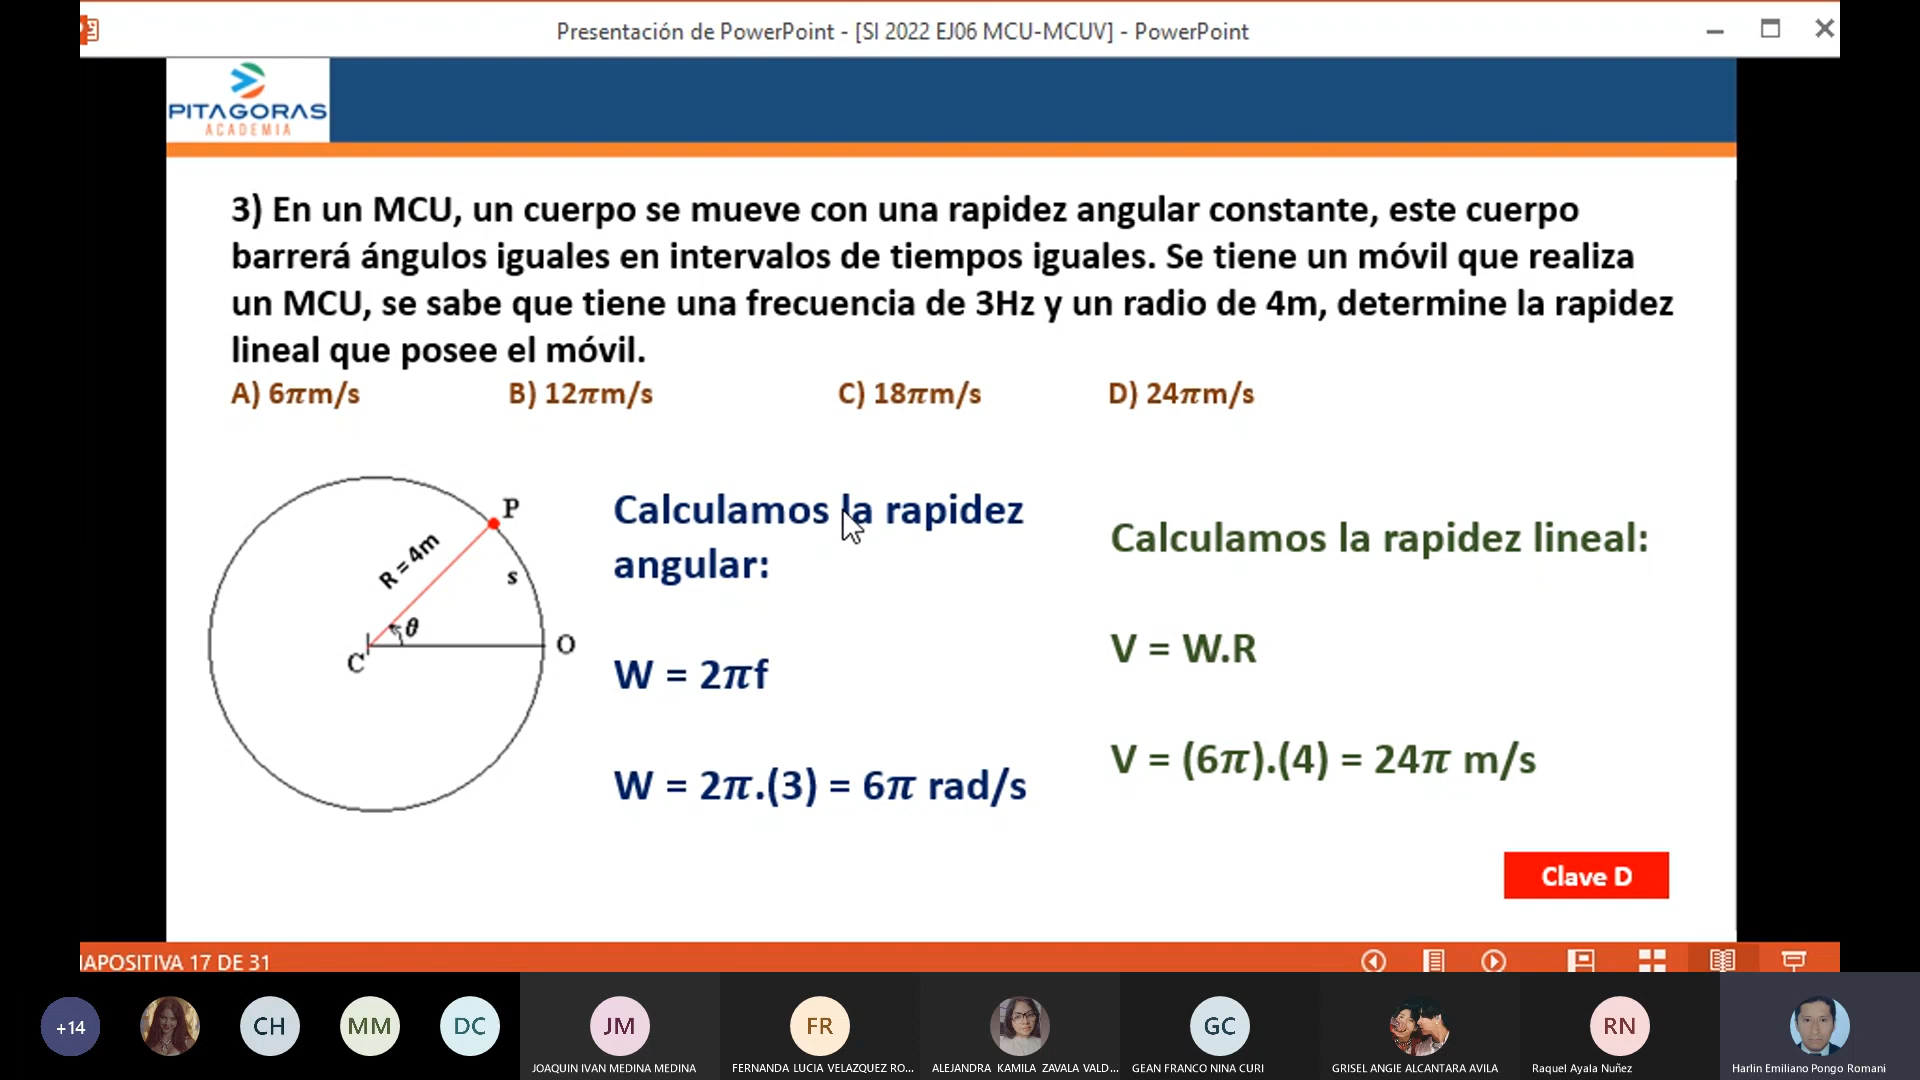 Presentación de PowerPoint - [SI 2022 EJ06 MCU-MCUV] - PowerPoint
PITAGORAS
ACADEMIA
3) En un MCU, un cuerpo se mueve con una rapidez angular constante, este cuerpo
barrerá ángulos iguales en intervalos de tiempos iguales. Se tiene un móvil que realiza
un MCU, se sabe que tiene una frecuencia de 3Hz y un radio de 4m, determine la rapidez
lineal que posee el móvil.
A) 6πm/s B) 12πm/s C) 18πm/s D) 24πm/s
P
R = 4m
s
θ
C
O
Calculamos la rapidez
angular:
W = 2πf
W = 2π.(3) = 6π rad/s
Calculamos la rapidez lineal:
V = W.R
V = (6π).(4) = 24π m/s
Clave D
IAPOSITIVA 17 DE 31
+14
CH
MM
DC
JM
FR
GC
RN
JOAQUIN IVAN MEDINA MEDINA
FERNANDA LUCIA VELAZQUEZ RO...
ALEJANDRA KAMILA ZAVALA VALD...
GEAN FRANCO NINA CURI
GRISEL ANGIE ALCANTARA AVILA
Raquel Ayala Nuñez
Harlin Emiliano Pongo Romani